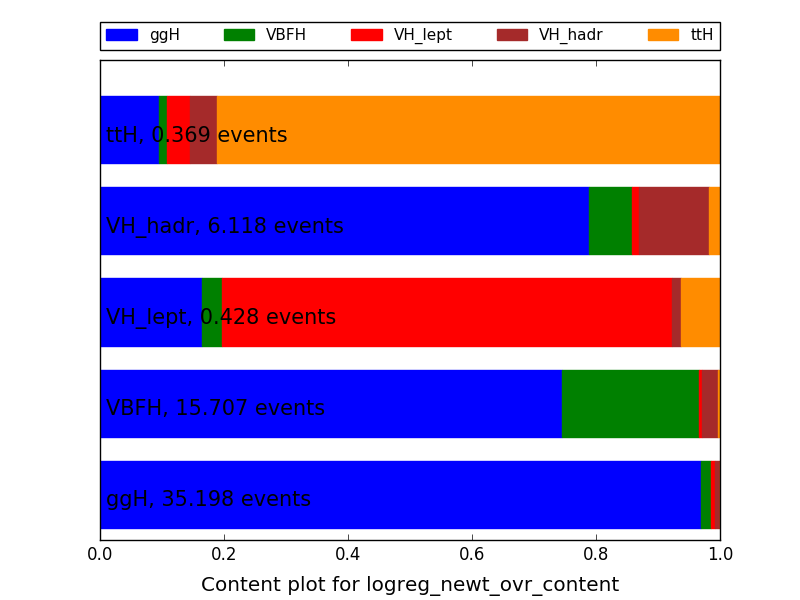 ggH VBFH VH_lept VH_hadr ttH
ttH, 0.369 events
VH_hadr, 6.118 events
VH_lept, 0.428 events
VBFH, 15.707 events
ggH, 35.198 events
0.0 0.2 0.4 0.6 0.8 1.0
Content plot for logreg_newt_ovr_content